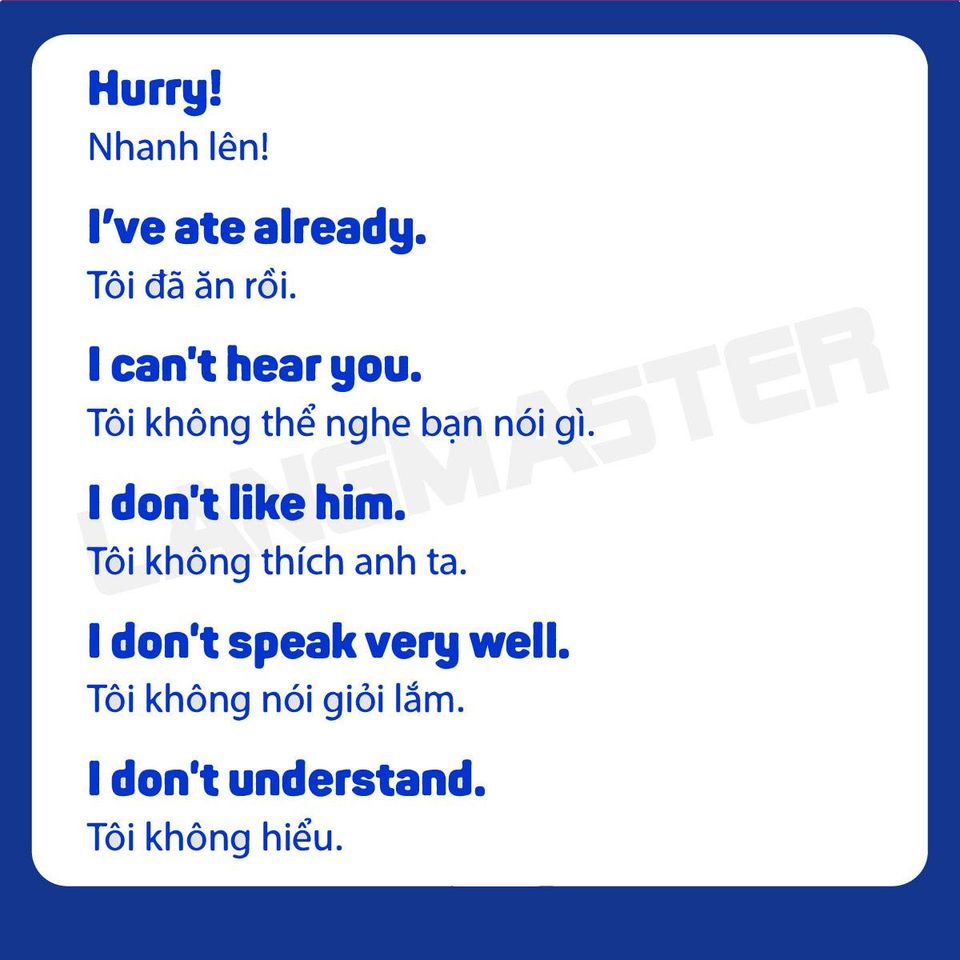 Hurry!
Nhanh lên!
I’ve ate already.
Tôi đã ăn rồi.
I can't hear you.
Tôi không thể nghe bạn nói gì.
I don't like him.
Tôi không thích anh ta.
I don't speak very well.
Tôi không nói giỏi lắm.
I don't understand.
Tôi không hiểu.
LANGMASTER